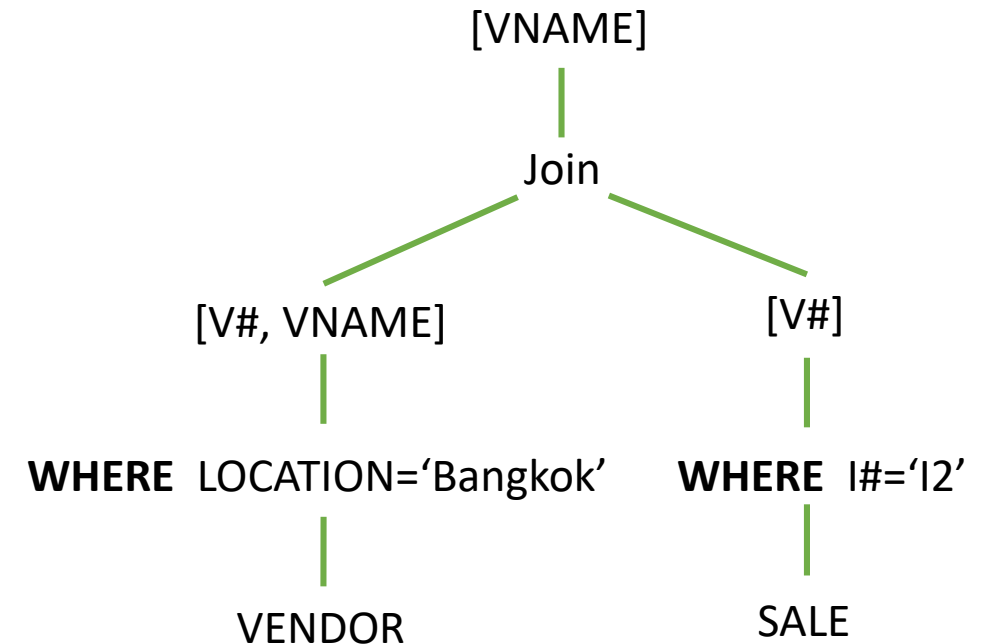 [VNAME]
Join
[V#, VNAME]
[V#]
WHERE LOCATION=‘Bangkok’
WHERE I#=‘I2’
VENDOR
SALE